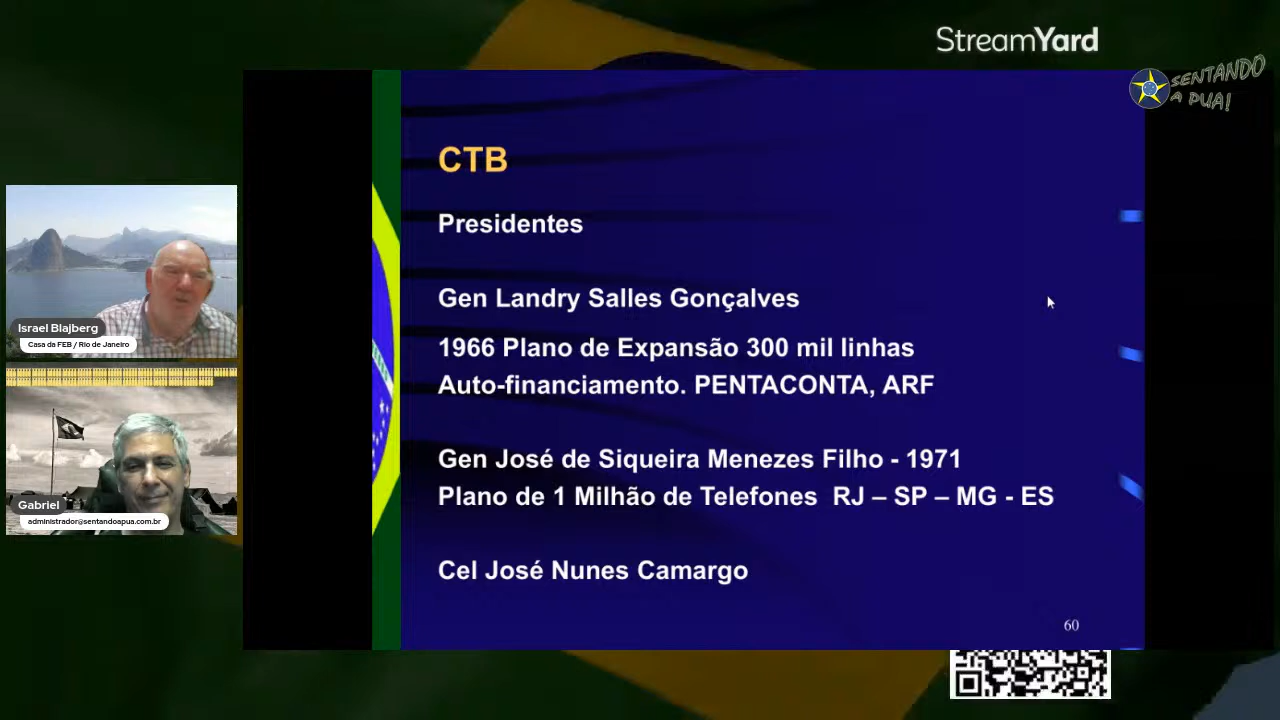 StreamYard
SENTANDO
A PUA!
CTB
Presidentes
Gen Landry Salles Gonçalves
1966 Plano de Expansão 300 mil linhas
Auto-financiamento. PENTACONTA, ARF
Gen José de Siqueira Menezes Filho - 1971
Plano de 1 Milhão de Telefones RJ – SP – MG - ES
Cel José Nunes Camargo
60
Israel Blajberg
Casa da FEB / Rio de Janeiro
Gabriel
administrador@sentandoapua.com.br